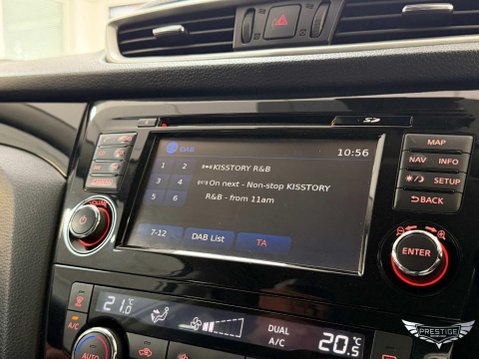 SD
DAB
10:56
KISSTORY R&B
On next - Non-stop KISSTORY
R&B - from 11am
1 2
3 4
5 6
7-12
DAB List
TA
MAP
NAV
INFO
SETUP
BACK
VOL
ENTER
21.0°C
A/C
AUTO
DUAL
A/C
20.5°C
PRESTIGE